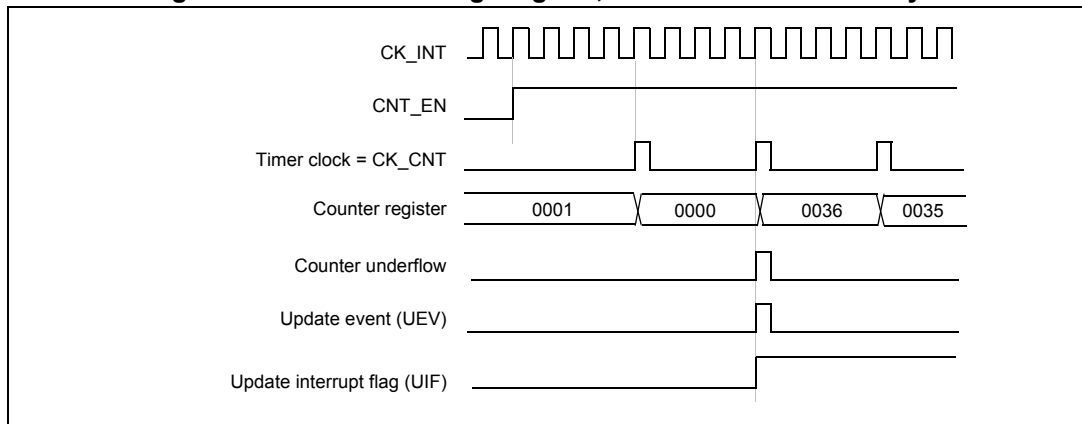 CK_INT
CNT_EN
Timer clock = CK_CNT
Counter register 0001 0000 0036 0035
Counter underflow
Update event (UEV)
Update interrupt flag (UIF)